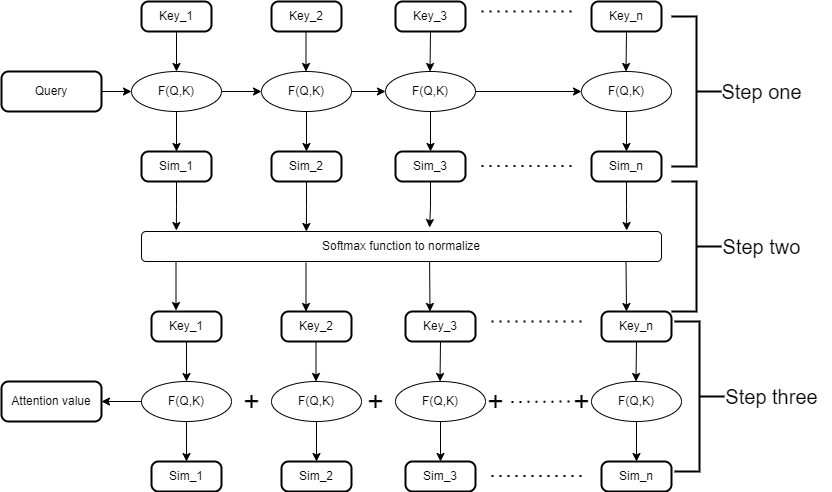 Key_1 Key_2 Key_3 Key_n
Query F(Q,K) F(Q,K) F(Q,K) F(Q,K) Step one
Sim_1 Sim_2 Sim_3 Sim_n
Softmax function to normalize Step two
Key_1 Key_2 Key_3 Key_n
Attention value F(Q,K) + F(Q,K) + F(Q,K) + + F(Q,K) Step three
Sim_1 Sim_2 Sim_3 Sim_n